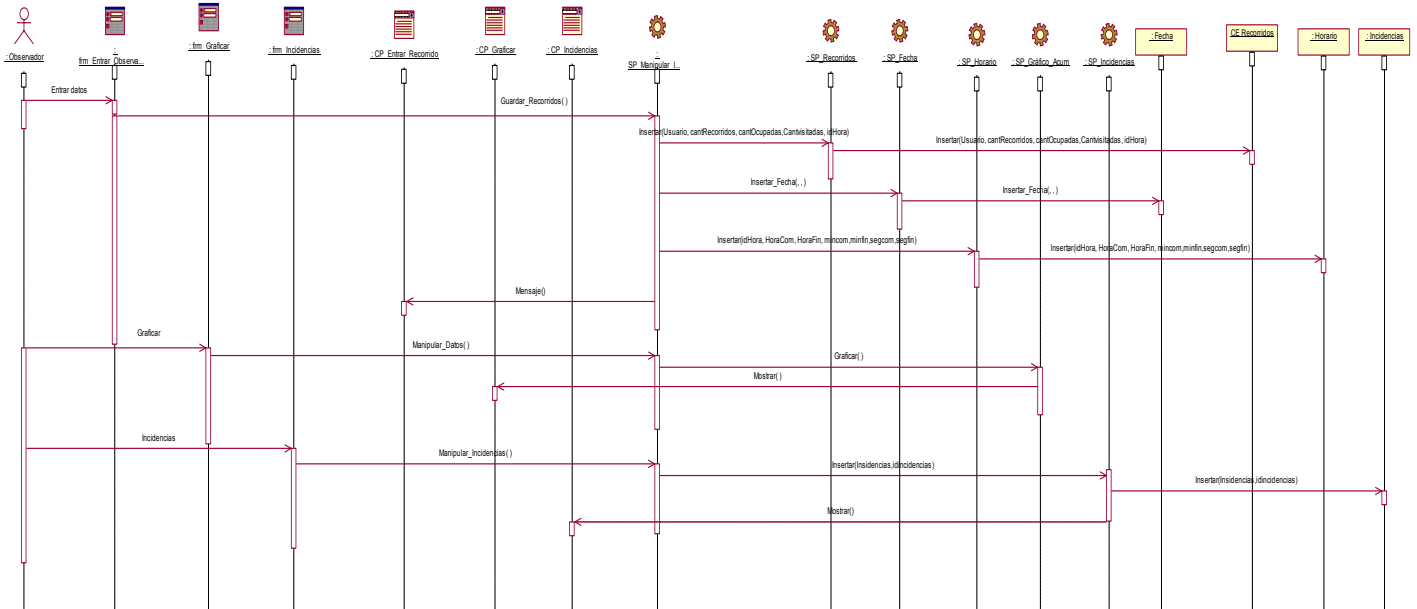 : Observador
:
frm_Entrar_Observa...
: frm_Graficar
: frm_Incidencias
: CP_Entrar_Recorrido
: CP_Graficar
: CP_Incidencias
:
SP_Manipular_I...
: SP_Recorridos
: SP_Fecha
: SP_Horario
: SP_Gráfico_Acum
: SP_Incidencias
: Fecha
CE Recorridos
: Horario
: Incidencias
Entrar datos
Guardar_Recorridos( )
Insertar(Usuario, cantRecorridos, cantOcupadas,Cantvisitadas, idHora)
Insertar(Usuario, cantRecorridos, cantOcupadas,Cantvisitadas, idHora)
Insertar_Fecha(, , )
Insertar_Fecha(, , )
Insertar(idHora, HoraCom, HoraFin, mincom,minfin,segcom,segfin)
Insertar(idHora, HoraCom, HoraFin, mincom,minfin,segcom,segfin)
Mensaje()
Graficar
Manipular_Datos( )
Graficar( )
Mostrar( )
Incidencias
Manipular_Incidencias( )
Insertar(Insidencias,idincidencias)
Insertar(Insidencias,idincidencias)
Mostrar()